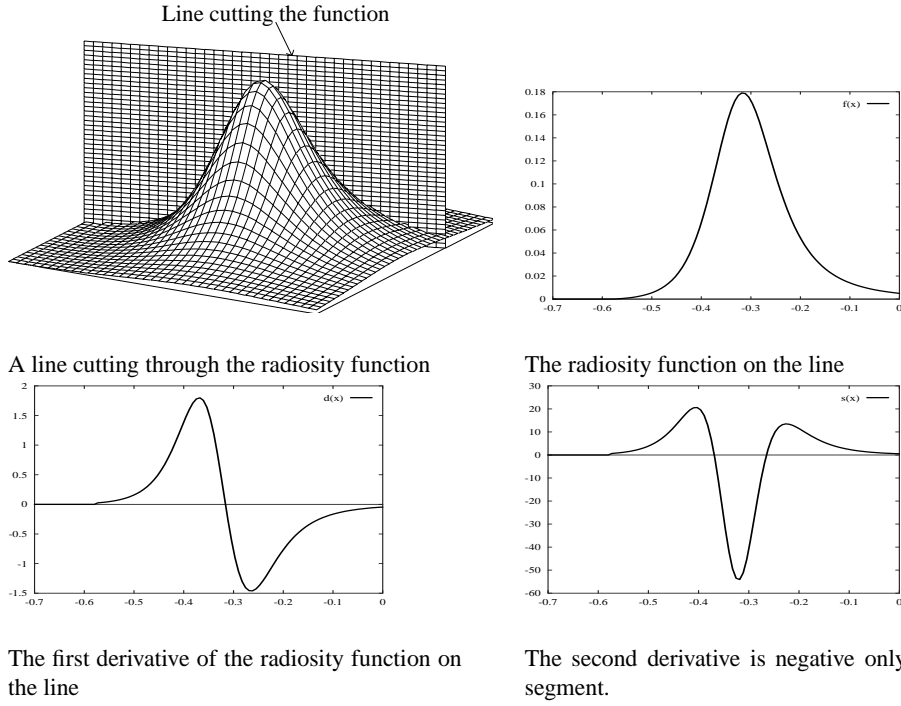 Line cutting the function
0.18
f(x)
0.16
0.14
0.12
0.1
0.08
0.06
0.04
0.02
0
-0.7 -0.6 -0.5 -0.4 -0.3 -0.2 -0.1 0
A line cutting through the radiosity function
The radiosity function on the line
2
d(x)
1.5
1
0.5
0
-0.5
-1
-1.5
-0.7 -0.6 -0.5 -0.4 -0.3 -0.2 -0.1 0
30
s(x)
20
10
0
-10
-20
-30
-40
-50
-60
-0.7 -0.6 -0.5 -0.4 -0.3 -0.2 -0.1 0
The first derivative of the radiosity function on
the line
The second derivative is negative only
segment.